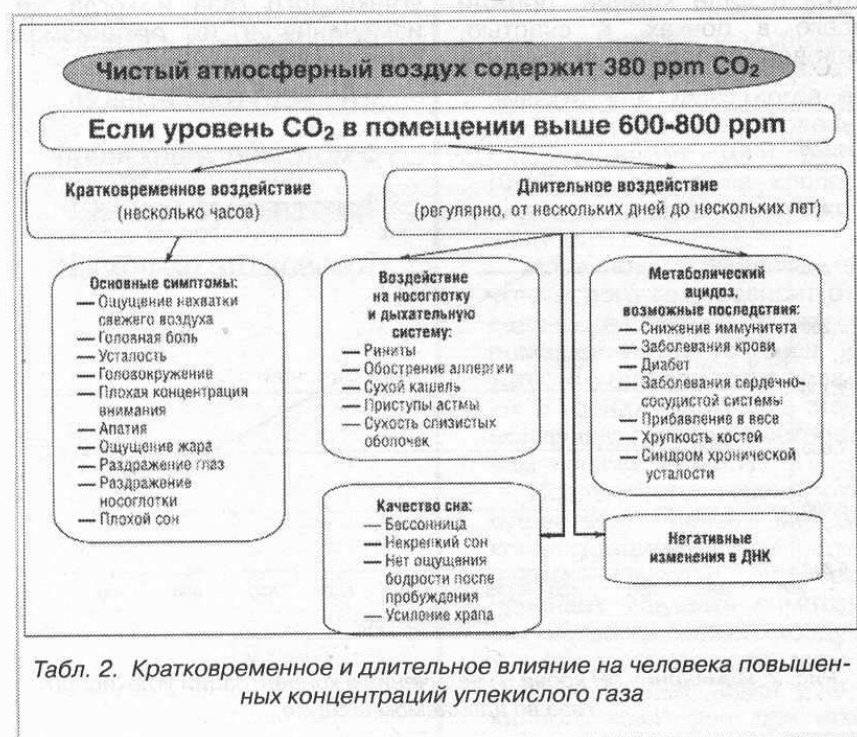 Чистый атмосферный воздух содержит 380 ppm CO₂
Если уровень CO₂ в помещении выше 600-800 ppm
Кратковременное воздействие
(несколько часов)
Длительное воздействие
(регулярно, от нескольких дней до нескольких лет)
Основные симптомы:
— Ощущение нехватки
свежего воздуха
— Головная боль
— Усталость
— Головокружение
— Плохая концентрация
внимания
— Апатия
— Ощущение жара
— Раздражение глаз
— Раздражение
носоглотки
— Плохой сон
Воздействие
на носоглотку
и дыхательную
систему:
— Риниты
— Обострение аллергии
— Сухой кашель
— Приступы астмы
— Сухость слизистых
оболочек
Метаболический
ацидоз,
возможные последствия:
— Снижение иммунитета
— Заболевания крови
— Диабет
— Заболевания сердечно-
сосудистой системы
— Прибавление в весе
— Хрупкость костей
— Синдром хронической
усталости
Качество сна:
— Бессонница
— Некрепкий сон
— Нет ощущения
бодрости после
пробуждения
— Усиление храпа
Негативные
изменения в ДНК
Табл. 2. Кратковременное и длительное влияние на человека повышен-
ных концентраций углекислого газа